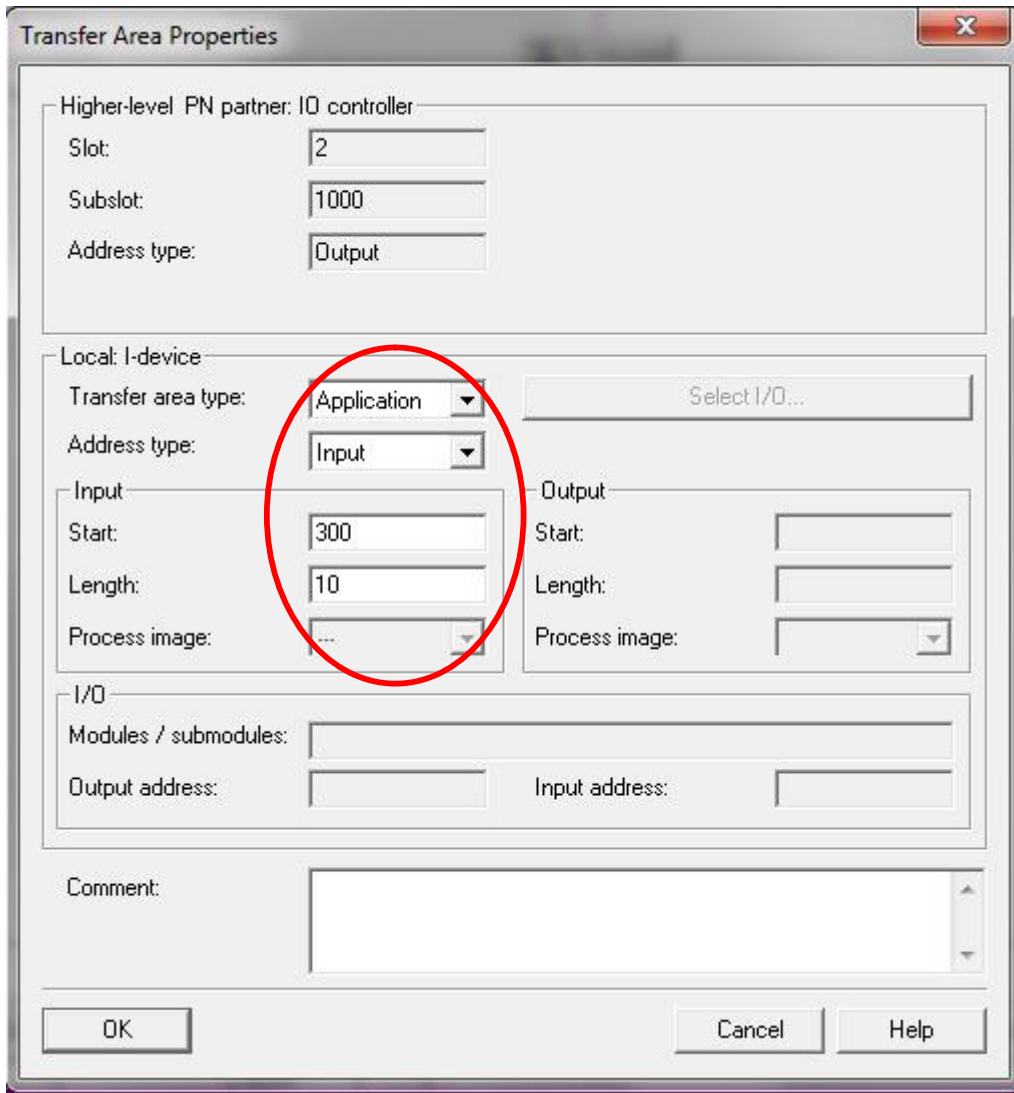 Transfer Area Properties
Higher-level PN partner: IO controller
Slot: 2
Subslot: 1000
Address type: Output
Local: I-device
Transfer area type: Application Select I/O...
Address type: Input
Input Output
Start: 300 Start:
Length: 10 Length:
Process image: --- Process image:
I/O
Modules / submodules:
Output address: Input address:
Comment:
OK Cancel Help